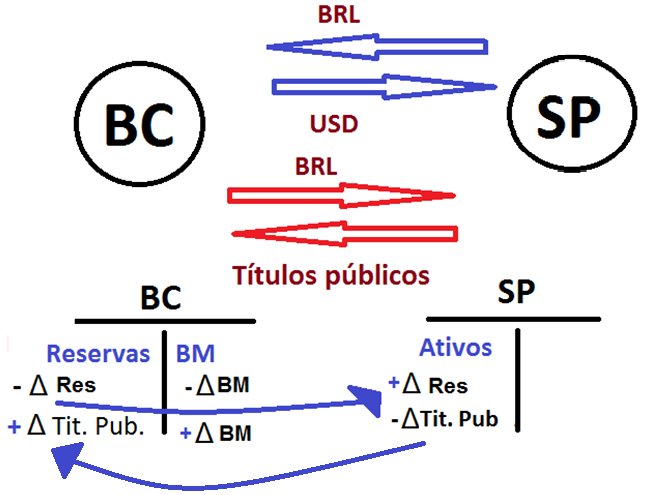 BRL
BC
SP
USD
BRL
Títulos públicos
BC
SP
Reservas BM
Ativos
- Δ Res
- Δ BM
+ Δ Res
+ Δ Tit. Pub.
+ Δ BM
- Δ Tit. Pub